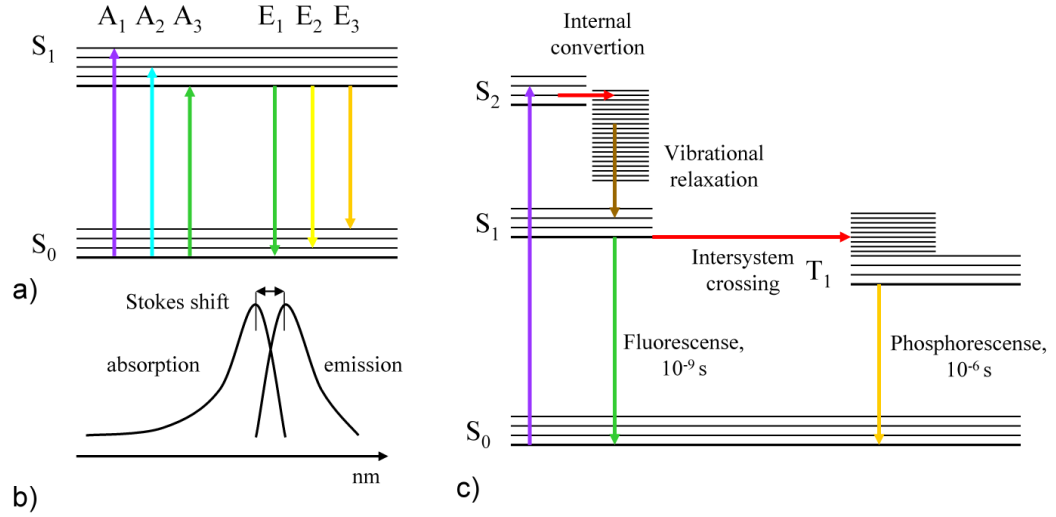 A1 A2 A3 E1 E2 E3
S1
S0
a)
Stokes shift
absorption
emission
nm
b)
Internal
convertion
S2
Vibrational
relaxation
S1
Intersystem
crossing
T1
Fluorescense,
10-9 s
Phosphorescense,
10-6 s
S0
c)